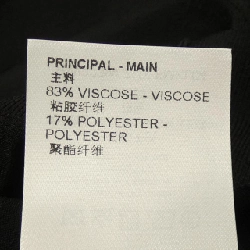 PRINCIPAL - MAIN
主料
83% VISCOSE - VISCOSE
粘胶纤维
17% POLYESTER -
POLYESTER
聚酯纤维